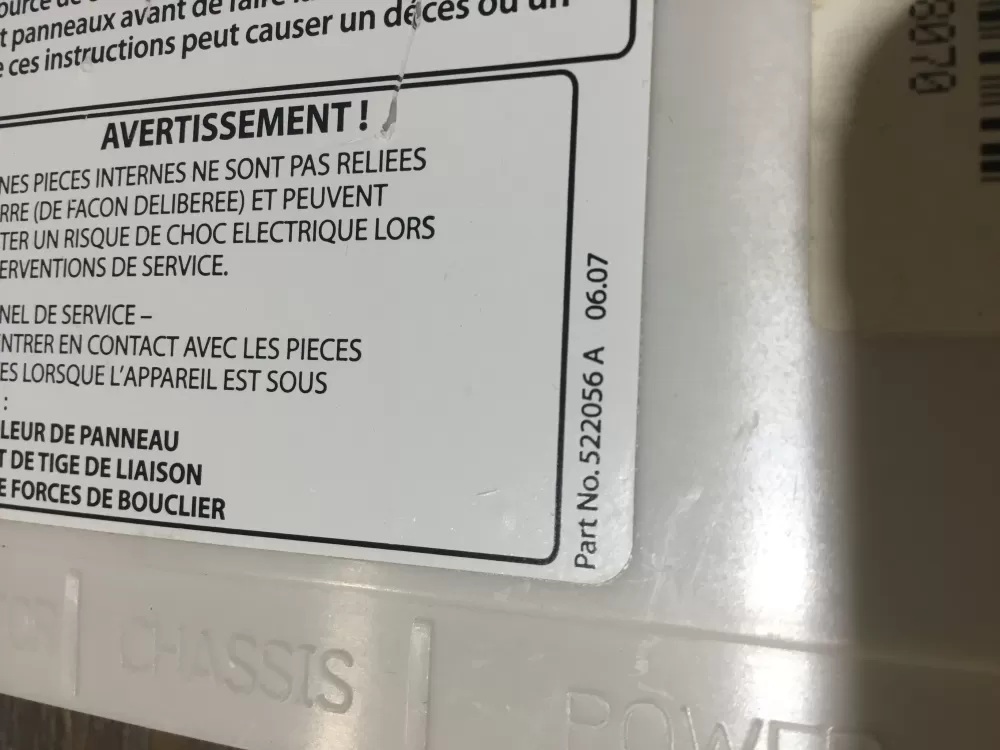 t panneaux avant de faire
ces instructions peut causer un décès ou un
AVERTISSEMENT !
NES PIECES INTERNES NE SONT PAS RELIEES
RRE (DE FACON DELIBEREE) ET PEUVENT
TER UN RISQUE DE CHOC ELECTRIQUE LORS
ERVENTIONS DE SERVICE.
NEL DE SERVICE –
NTRER EN CONTACT AVEC LES PIECES
ES LORSQUE L'APPAREIL EST SOUS
:
LEUR DE PANNEAU
T DE TIGE DE LIAISON
E FORCES DE BOUCLIER
Part No. 522056 A 06.07
CHASSIS
POWER